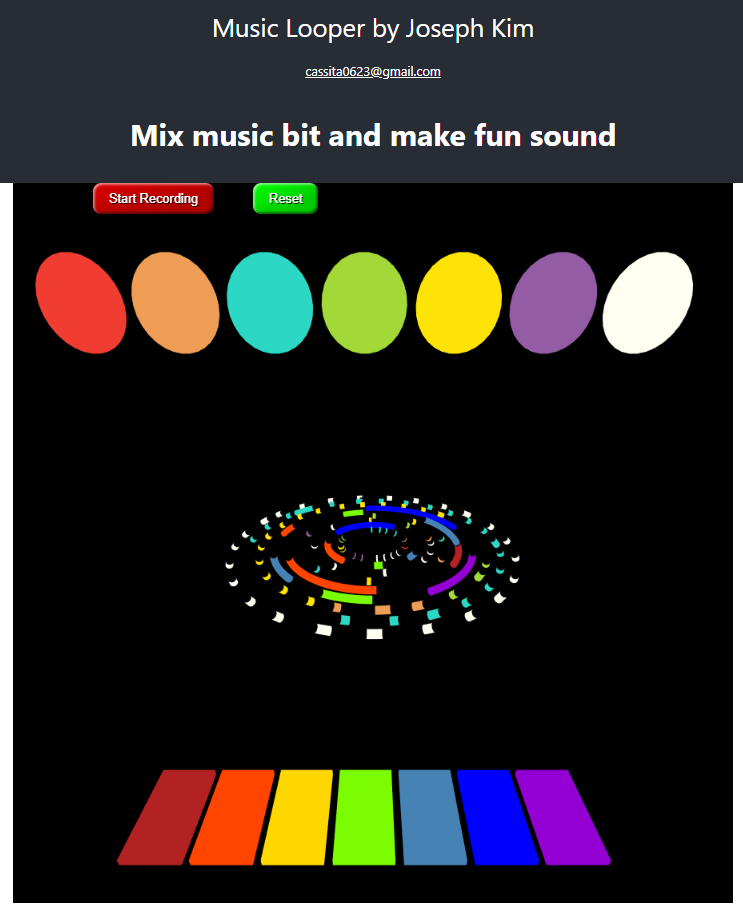 Music Looper by Joseph Kim
cassita0623@gmail.com
Mix music bit and make fun sound
Start Recording
Reset